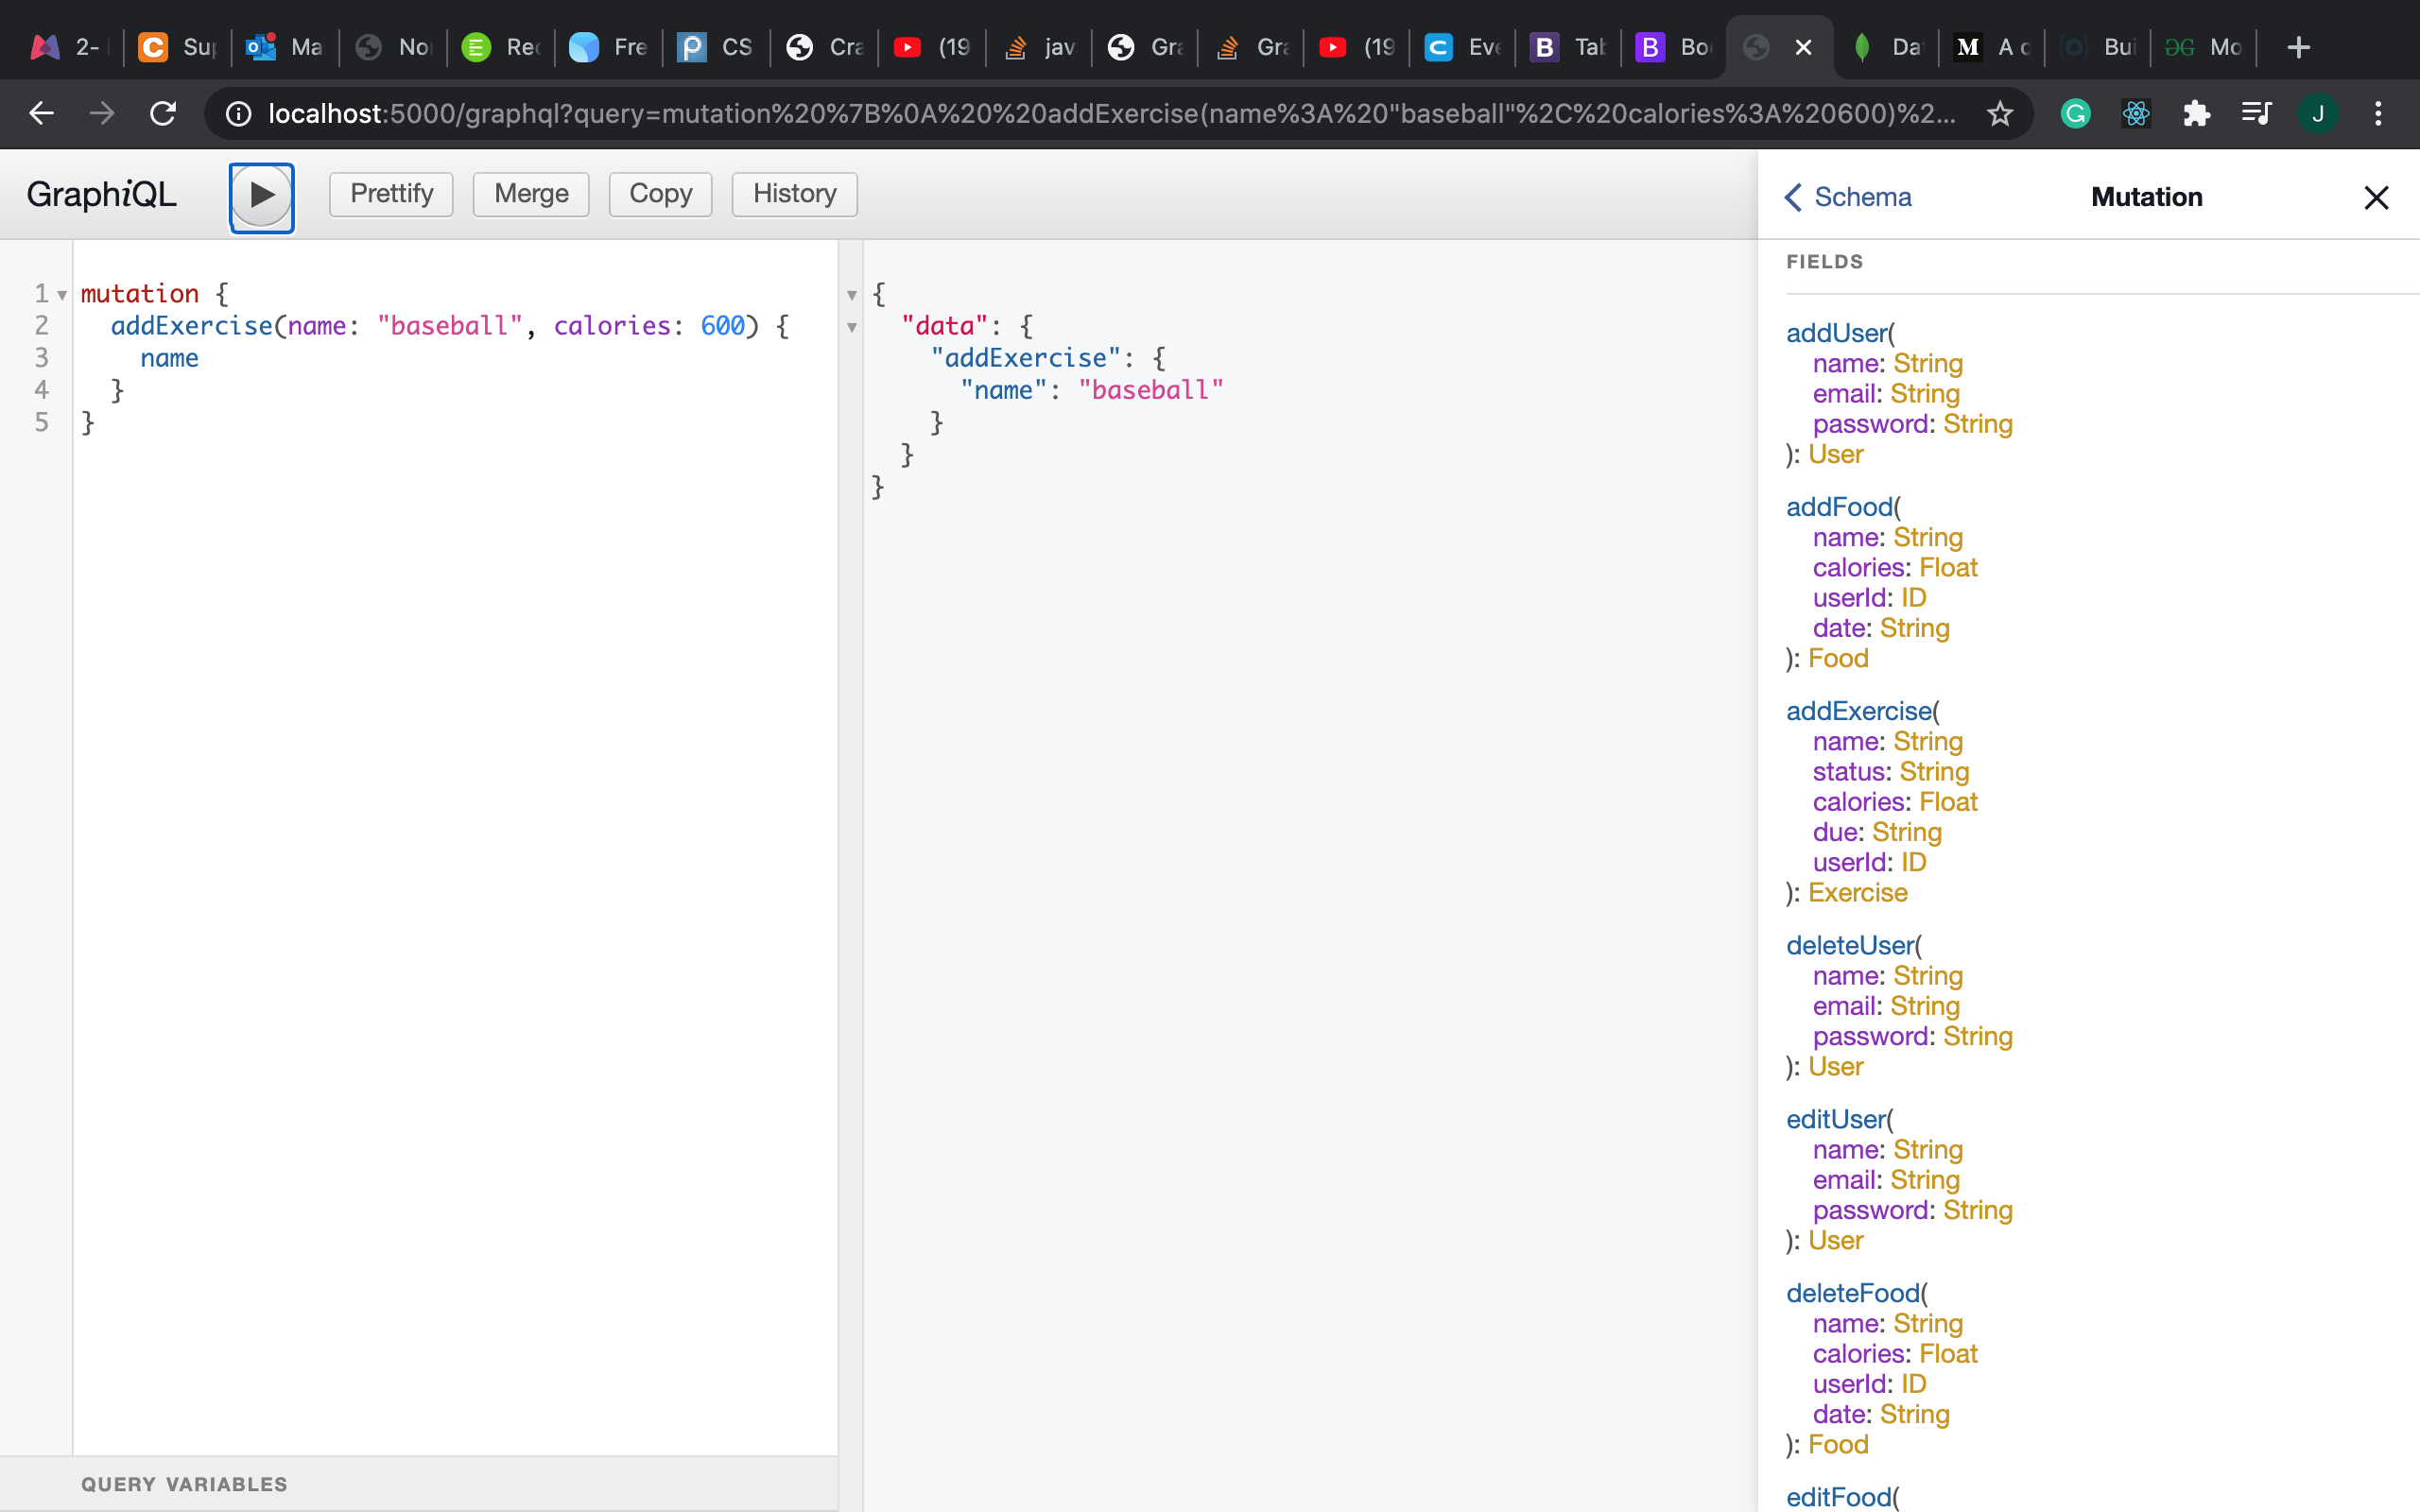 2- Sup Ma No Rec Fre CS Cra (19 jav Gra Gra (19 Eve Tab Boo Da A c Bui Mo
localhost:5000/graphql?query=mutation%20%7B%0A%20%20addExercise(name%3A%20"baseball"%2C%20calories%3A%20600)%2...
J
GraphiQL
Prettify Merge Copy History
1 mutation {
2 addExercise(name: "baseball", calories: 600) {
3 name
4 }
5 }
QUERY VARIABLES
{
"data": {
"addExercise": {
"name": "baseball"
}
}
}
Schema Mutation
FIELDS
addUser(
name: String
email: String
password: String
): User
addFood(
name: String
calories: Float
userId: ID
date: String
): Food
addExercise(
name: String
status: String
calories: Float
due: String
userId: ID
): Exercise
deleteUser(
name: String
email: String
password: String
): User
editUser(
name: String
email: String
password: String
): User
deleteFood(
name: String
calories: Float
userId: ID
date: String
): Food
editFood(